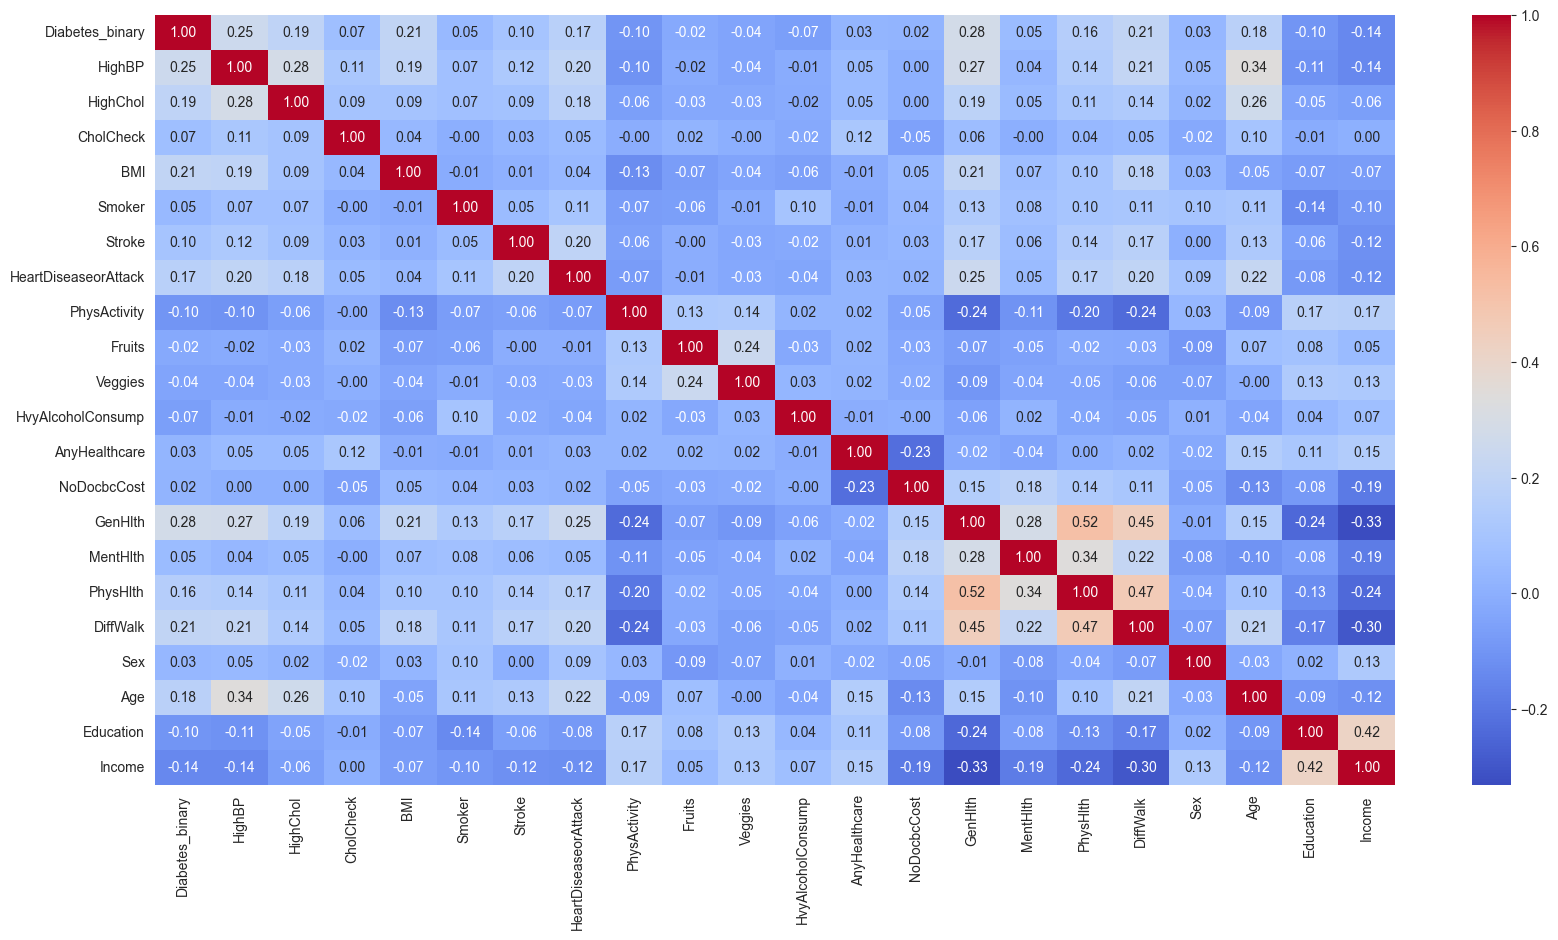 Diabetes_binary 1.00 0.25 0.19 0.07 0.21 0.05 0.10 0.17 -0.10 -0.02 -0.04 -0.07 0.03 0.02 0.28 0.05 0.16 0.21 0.03 0.18 -0.10 -0.14
HighBP 0.25 1.00 0.28 0.11 0.19 0.07 0.12 0.20 -0.10 -0.02 -0.04 -0.01 0.05 0.00 0.27 0.04 0.14 0.21 0.05 0.34 -0.11 -0.14
HighChol 0.19 0.28 1.00 0.09 0.09 0.07 0.09 0.18 -0.06 -0.03 -0.03 -0.02 0.05 0.00 0.19 0.05 0.11 0.14 0.02 0.26 -0.05 -0.06
CholCheck 0.07 0.11 0.09 1.00 0.04 -0.00 0.03 0.05 -0.00 0.02 -0.00 -0.02 0.12 -0.05 0.06 -0.00 0.04 0.05 -0.02 0.10 -0.01 0.00
BMI 0.21 0.19 0.09 0.04 1.00 -0.01 0.01 0.04 -0.13 -0.07 -0.04 -0.06 -0.01 0.05 0.21 0.07 0.10 0.18 0.03 -0.05 -0.07 -0.07
Smoker 0.05 0.07 0.07 -0.00 -0.01 1.00 0.05 0.11 -0.07 -0.06 -0.01 0.10 -0.01 0.04 0.13 0.08 0.10 0.11 0.10 0.11 -0.14 -0.10
Stroke 0.10 0.12 0.09 0.03 0.01 0.05 1.00 0.20 -0.06 -0.00 -0.03 -0.02 0.01 0.03 0.17 0.06 0.14 0.17 0.00 0.13 -0.06 -0.12
HeartDiseaseorAttack 0.17 0.20 0.18 0.05 0.04 0.11 0.20 1.00 -0.07 -0.01 -0.03 -0.04 0.03 0.02 0.25 0.05 0.17 0.20 0.09 0.22 -0.08 -0.12
PhysActivity -0.10 -0.10 -0.06 -0.00 -0.13 -0.07 -0.06 -0.07 1.00 0.13 0.14 0.02 0.02 -0.05 -0.24 -0.11 -0.20 -0.24 0.03 -0.09 0.17 0.17
Fruits -0.02 -0.02 -0.03 0.02 -0.07 -0.06 -0.00 -0.01 0.13 1.00 0.24 -0.03 0.02 -0.03 -0.07 -0.05 -0.02 -0.03 -0.09 0.07 0.08 0.05
Veggies -0.04 -0.04 -0.03 -0.00 -0.04 -0.01 -0.03 -0.03 0.14 0.24 1.00 0.03 0.02 -0.02 -0.09 -0.04 -0.05 -0.06 -0.07 -0.00 0.13 0.13
HvyAlcoholConsump -0.07 -0.01 -0.02 -0.02 -0.06 0.10 -0.02 -0.04 0.02 -0.03 0.03 1.00 -0.01 -0.00 -0.06 0.02 -0.04 -0.05 0.01 -0.04 0.04 0.07
AnyHealthcare 0.03 0.05 0.05 0.12 -0.01 -0.01 0.01 0.03 0.02 0.02 0.02 -0.01 1.00 -0.23 -0.02 -0.04 0.00 0.02 -0.02 0.15 0.11 0.15
NoDocbcCost 0.02 0.00 0.00 -0.05 0.05 0.04 0.03 0.02 -0.05 -0.03 -0.02 -0.00 -0.23 1.00 0.15 0.18 0.14 0.11 -0.05 -0.13 -0.08 -0.19
GenHlth 0.28 0.27 0.19 0.06 0.21 0.13 0.17 0.25 -0.24 -0.07 -0.09 -0.06 -0.02 0.15 1.00 0.28 0.52 0.45 -0.01 0.15 -0.24 -0.33
MentHlth 0.05 0.04 0.05 -0.00 0.07 0.08 0.06 0.05 -0.11 -0.05 -0.04 0.02 -0.04 0.18 0.28 1.00 0.34 0.22 -0.08 -0.10 -0.08 -0.19
PhysHlth 0.16 0.14 0.11 0.04 0.10 0.10 0.14 0.17 -0.20 -0.02 -0.05 -0.04 0.00 0.14 0.52 0.34 1.00 0.47 -0.04 0.10 -0.13 -0.24
DiffWalk 0.21 0.21 0.14 0.05 0.18 0.11 0.17 0.20 -0.24 -0.03 -0.06 -0.05 0.02 0.11 0.45 0.22 0.47 1.00 -0.07 0.21 -0.17 -0.30
Sex 0.03 0.05 0.02 -0.02 0.03 0.10 0.00 0.09 0.03 -0.09 -0.07 0.01 -0.02 -0.05 -0.01 -0.08 -0.04 -0.07 1.00 -0.03 0.02 0.13
Age 0.18 0.34 0.26 0.10 -0.05 0.11 0.13 0.22 -0.09 0.07 -0.00 -0.04 0.15 -0.13 0.15 -0.10 0.10 0.21 -0.03 1.00 -0.09 -0.12
Education -0.10 -0.11 -0.05 -0.01 -0.07 -0.14 -0.06 -0.08 0.17 0.08 0.13 0.04 0.11 -0.08 -0.24 -0.08 -0.13 -0.17 0.02 -0.09 1.00 0.42
Income -0.14 -0.14 -0.06 0.00 -0.07 -0.10 -0.12 -0.12 0.17 0.05 0.13 0.07 0.15 -0.19 -0.33 -0.19 -0.24 -0.30 0.13 -0.12 0.42 1.00
Diabetes_binary HighBP HighChol CholCheck BMI Smoker Stroke HeartDiseaseorAttack PhysActivity Fruits Veggies HvyAlcoholConsump AnyHealthcare NoDocbcCost GenHlth MentHlth PhysHlth DiffWalk Sex Age Education Income
1.0
0.8
0.6
0.4
0.2
0.0
−0.2